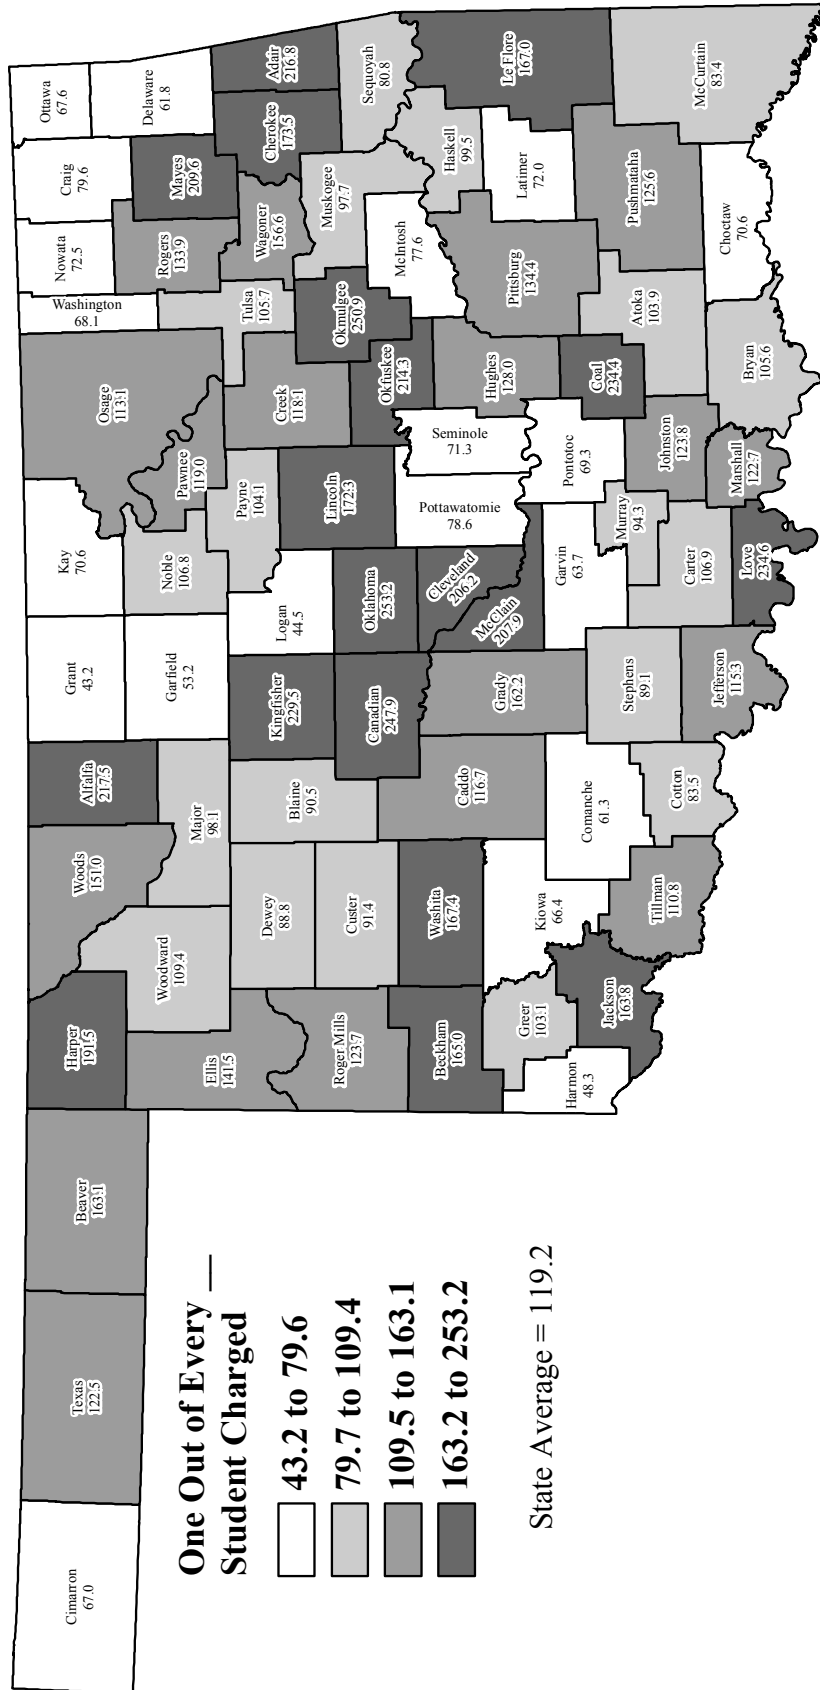 Cimarron
67.0
Texas
122.5
Beaver
163.1
Harper
191.5
Woods
151.0
Alfalfa
217.5
Grant
43.2
Kay
70.6
Osage
113.1
Washington
68.1
Nowata
72.5
Craig
79.6
Ottawa
67.6
Delaware
61.8
Ellis
141.5
Woodward
109.4
Major
98.1
Garfield
53.2
Noble
106.8
Pawnee
119.0
Rogers
133.9
Mayes
209.6
Roger Mills
123.7
Dewey
88.8
Blaine
90.5
Kingfisher
229.5
Logan
44.5
Payne
104.1
Creek
118.1
Tulsa
105.7
Wagoner
156.6
Cherokee
173.5
Adair
216.8
Custer
91.4
Canadian
247.9
Oklahoma
253.2
Lincoln
172.3
Okfuskee
214.3
Okmulgee
250.9
Muskogee
97.7
Sequoyah
80.8
Beckham
165.0
Washita
167.4
Caddo
116.7
Grady
162.2
McClain
207.9
Cleveland
206.2
Pottawatomie
78.6
Seminole
71.3
Hughes
128.0
McIntosh
77.6
Haskell
99.5
Le Flore
167.0
Harmon
48.3
Greer
103.1
Kiowa
66.4
Jackson
163.8
Tillman
110.8
Comanche
61.3
Cotton
83.5
Stephens
89.1
Jefferson
115.3
Garvin
63.7
Murray
94.3
Carter
106.9
Love
234.6
Pontotoc
69.3
Johnston
123.8
Marshall
122.7
Coal
234.4
Pittsburg
134.4
Latimer
72.0
Atoka
103.9
Bryan
105.6
Pushmataha
125.6
Choctaw
70.6
McCurtain
83.4
One Out of Every __
Student Charged
43.2 to 79.6
79.7 to 109.4
109.5 to 163.1
163.2 to 253.2
State Average = 119.2